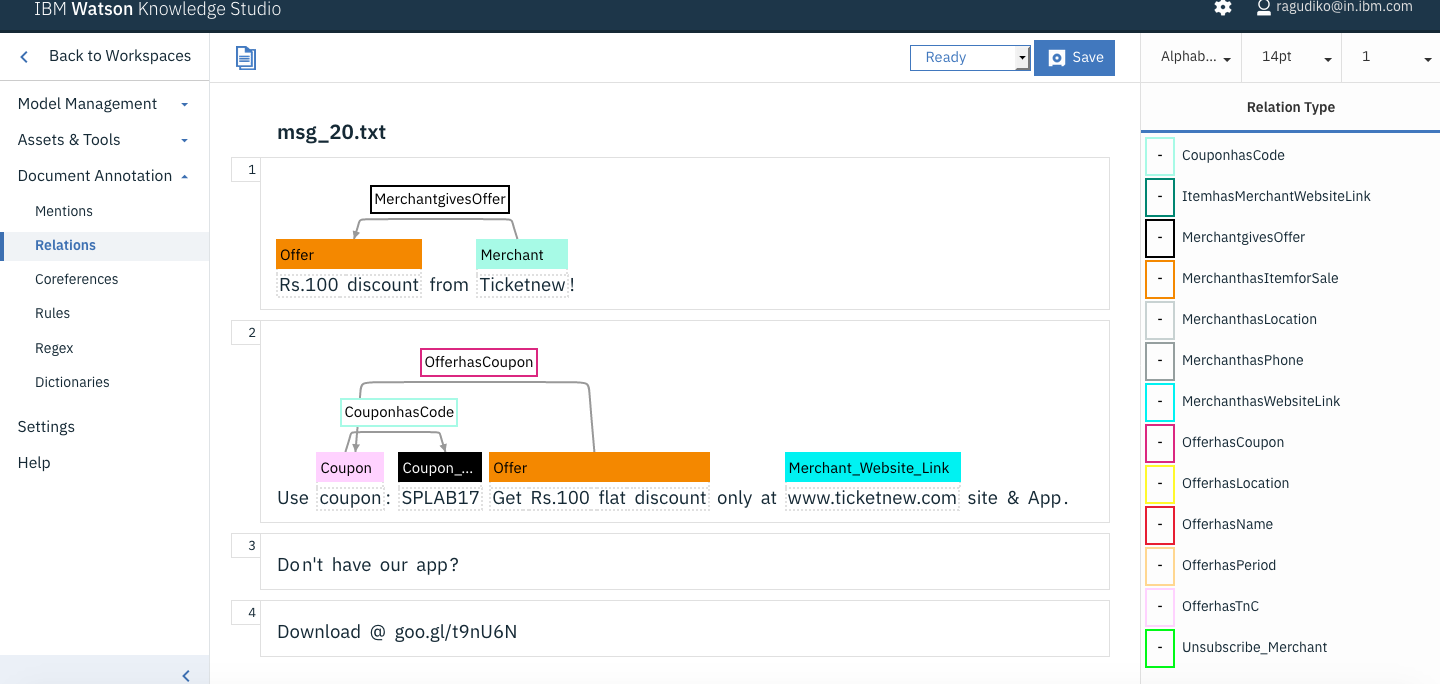 IBM Watson Knowledge Studio
ragudiko@in.ibm.com
Back to Workspaces
Model Management
Assets & Tools
Document Annotation
Mentions
Relations
Coreferences
Rules
Regex
Dictionaries
Settings
Help
Ready
Save
msg_20.txt
1
MerchantgivesOffer
Offer Merchant
Rs.100 discount from Ticketnew!
2
OfferhasCoupon
CouponhasCode
Coupon Coupon_... Offer Merchant_Website_Link
Use coupon: SPLAB17 Get Rs.100 flat discount only at www.ticketnew.com site & App.
3
Don't have our app?
4
Download @ goo.gl/t9nU6N
Alphab... 14pt 1
Relation Type
- CouponhasCode
- ItemhasMerchantWebsiteLink
- MerchantgivesOffer
- MerchanthasItemforSale
- MerchanthasLocation
- MerchanthasPhone
- MerchanthasWebsiteLink
- OfferhasCoupon
- OfferhasLocation
- OfferhasName
- OfferhasPeriod
- OfferhasTnC
- Unsubscribe_Merchant